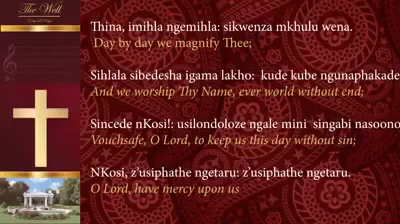 The Well
Thina, imihla ngemihla: sikwenza mkhulu wena.
Day by day we magnify Thee;
Sihlala sibedesha igama lakho: kude kube ngunaphakade
And we worship Thy Name, ever world without end;
Sincede nKosi!: usilondoloze ngale mini singabi nasoono
Vouchsafe, O Lord, to keep us this day without sin;
NKosi, z'usiphathe ngetaru: z'usiphathe ngetaru.
O Lord, have mercy upon us